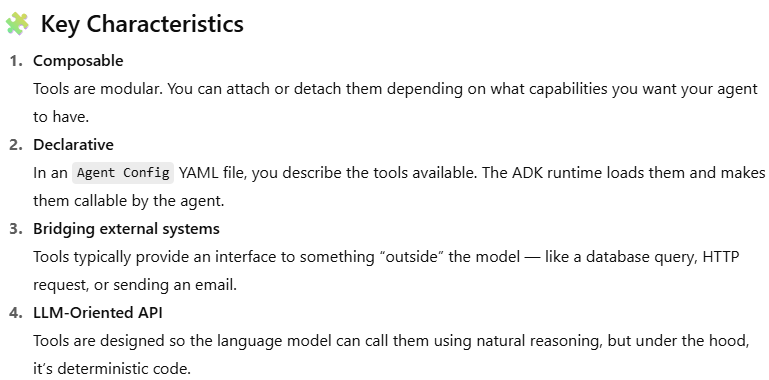 Key Characteristics
1. Composable
Tools are modular. You can attach or detach them depending on what capabilities you want your agent
to have.
2. Declarative
In an Agent Config YAML file, you describe the tools available. The ADK runtime loads them and makes
them callable by the agent.
3. Bridging external systems
Tools typically provide an interface to something “outside” the model — like a database query, HTTP
request, or sending an email.
4. LLM-Oriented API
Tools are designed so the language model can call them using natural reasoning, but under the hood,
it’s deterministic code.